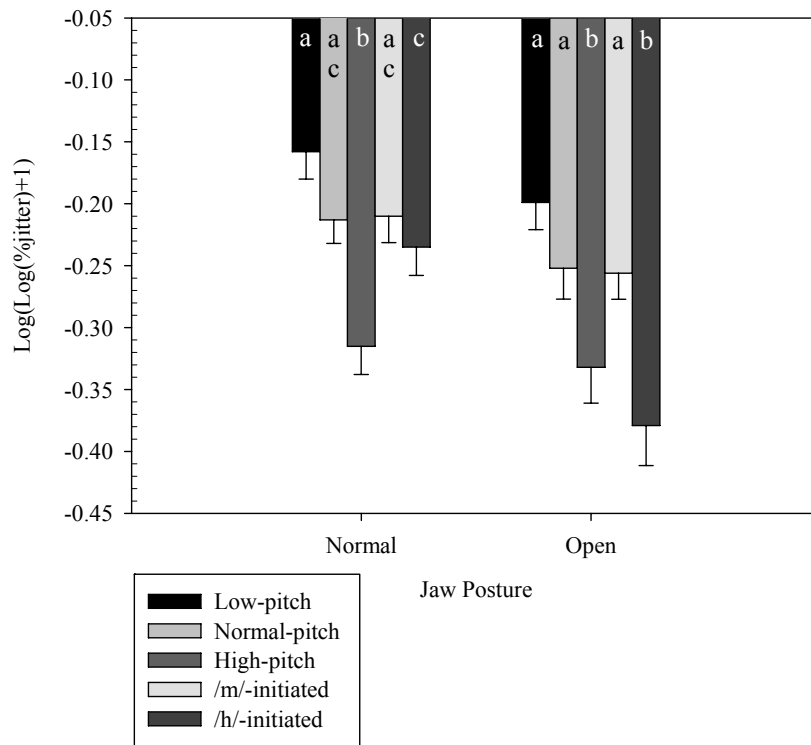 -0.05
-0.10
-0.15
-0.20
-0.25
-0.30
-0.35
-0.40
-0.45
Log(Log(%jitter)+1)
a a b a c a a b a b
c c
Normal Open
Jaw Posture
Low-pitch
Normal-pitch
High-pitch
/m/-initiated
/h/-initiated